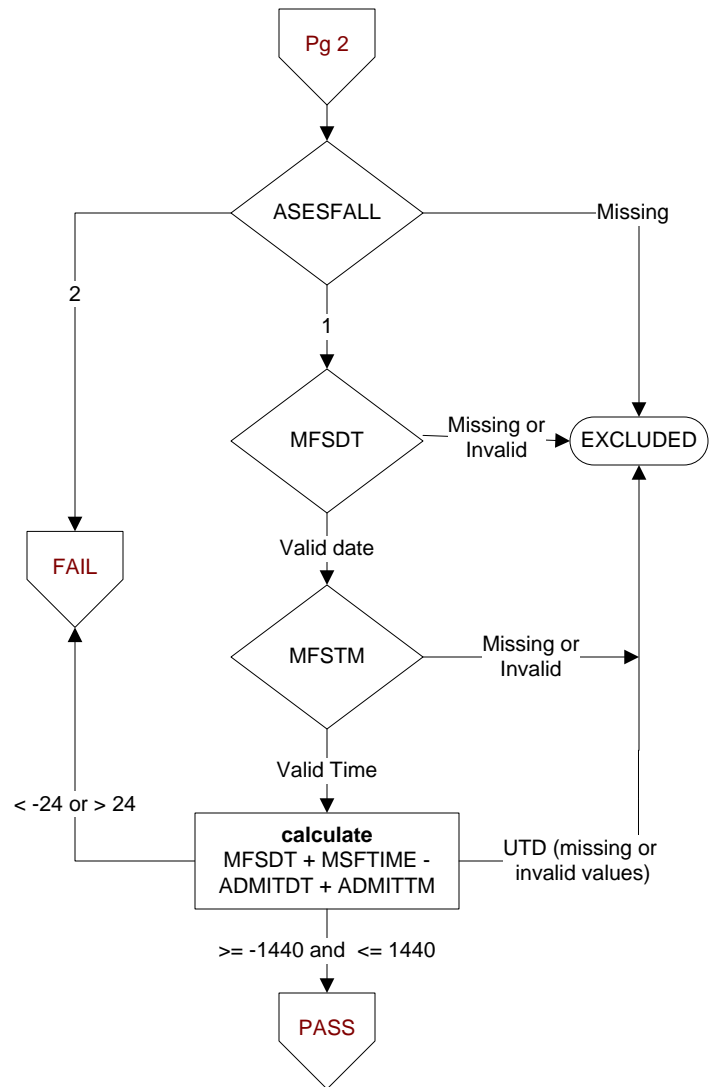 Pg 2
ASESFALL
Missing
2
1
MFSDT
Missing or
Invalid
EXCLUDED
Valid date
FAIL
MFSTM
Missing or
Invalid
Valid Time
< -24 or > 24
calculate
MFSDT + MSFTIME -
ADMITDT + ADMITTM
UTD (missing or
invalid values)
>= -1440 and <= 1440
PASS